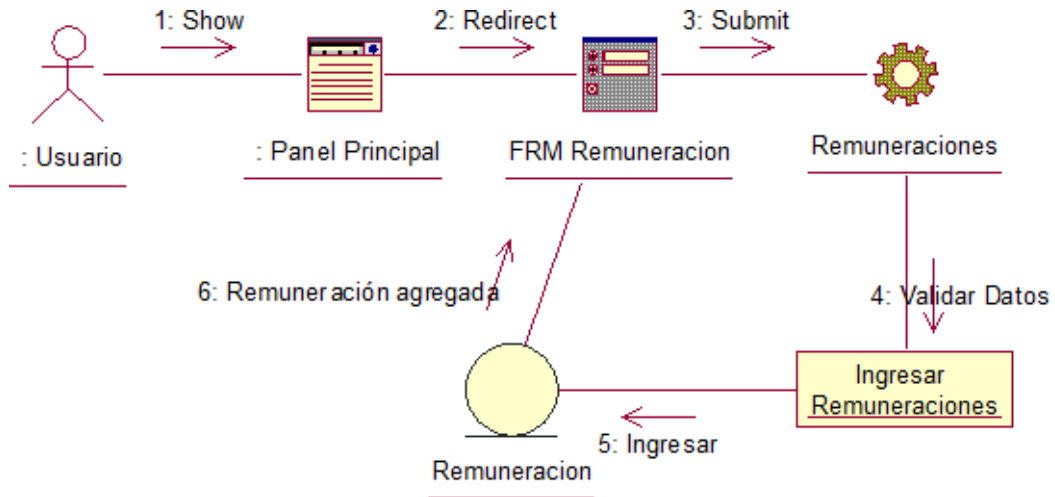 1: Show
2: Redirect
3: Submit
: Usuario
: Panel Principal
FRM Remuneracion
Remuneraciones
6: Remuneración agregada
4: Validar Datos
Ingresar
Remuneraciones
5: Ingresar
Remuneracion